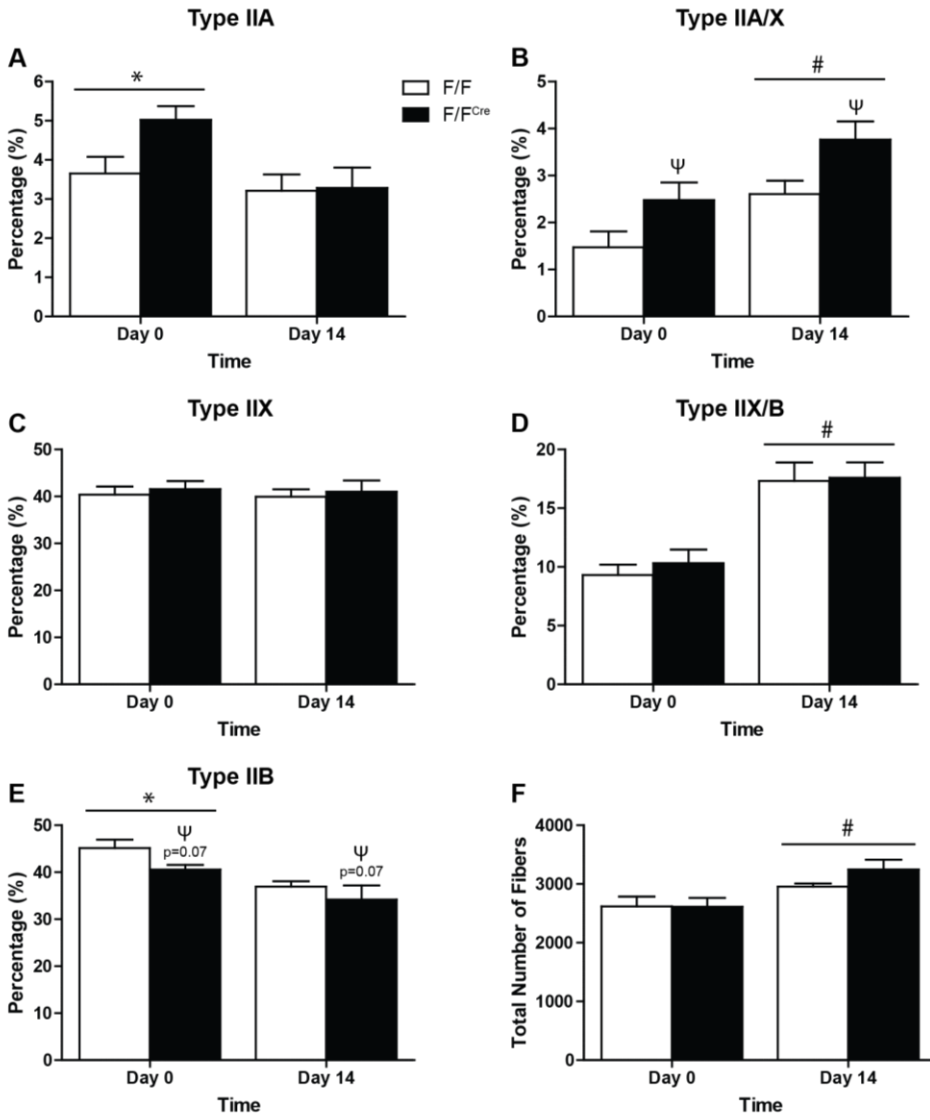 Type IIA
Type IIA/X
A
B
*
#
F/F
F/F^Cre
Ψ
Ψ
Percentage (%)
6
5
4
3
2
1
0
Day 0
Day 14
Time
Percentage (%)
5
4
3
2
1
0
Day 0
Day 14
Time
Type IIX
Type IIX/B
C
D
#
Percentage (%)
50
40
30
20
10
0
Day 0
Day 14
Time
Percentage (%)
20
15
10
5
0
Day 0
Day 14
Time
Type IIB
E
F
*
Ψ
p=0.07
Ψ
p=0.07
#
Percentage (%)
50
40
30
20
10
0
Day 0
Day 14
Time
Total Number of Fibers
4000
3000
2000
1000
0
Day 0
Day 14
Time